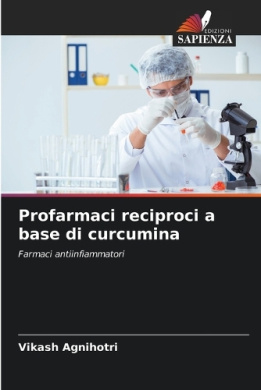 EDIZIONI
SAPIENZA
Profarmaci reciproci a
base di curcumina
Farmaci antiinfiammatori
Vikash Agnihotri